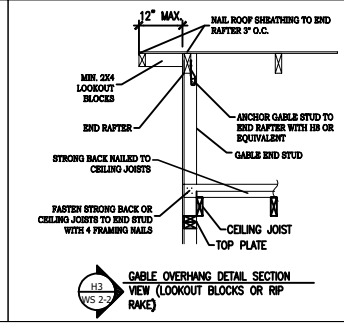 12" MAX.
NAIL ROOF SHEATHING TO END
RAFTER 3" O.C.
MIN. 2X4
LOOKOUT
BLOCKS
END RAFTER
ANCHOR GABLE STUD TO
END RAFTER WITH H8 OR
EQUIVALENT
GABLE END STUD
STRONG BACK NAILED TO
CEILING JOISTS
FASTEN STRONG BACK OR
CEILING JOISTS TO END STUD
WITH 4 FRAMING NAILS
CEILING JOIST
TOP PLATE
H3
WS 2-2
GABLE OVERHANG DETAIL SECTION
VIEW (LOOKOUT BLOCKS OR RIP
RAKE)